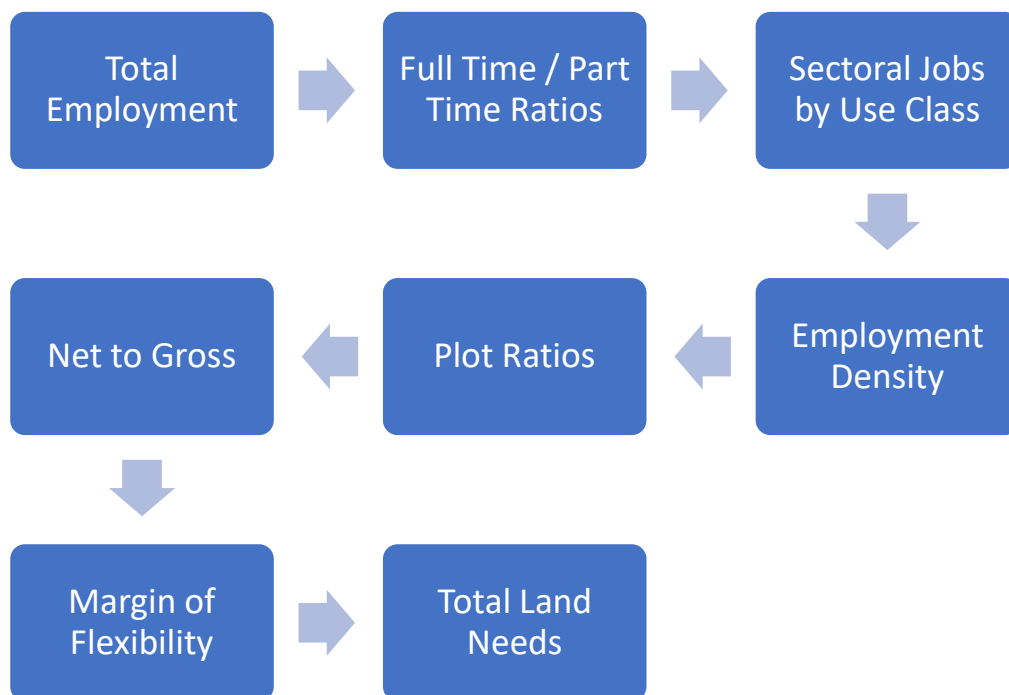 Total
Employment
Full Time / Part
Time Ratios
Sectoral Jobs
by Use Class
Employment
Density
Plot Ratios
Net to Gross
Margin of
Flexibility
Total Land
Needs